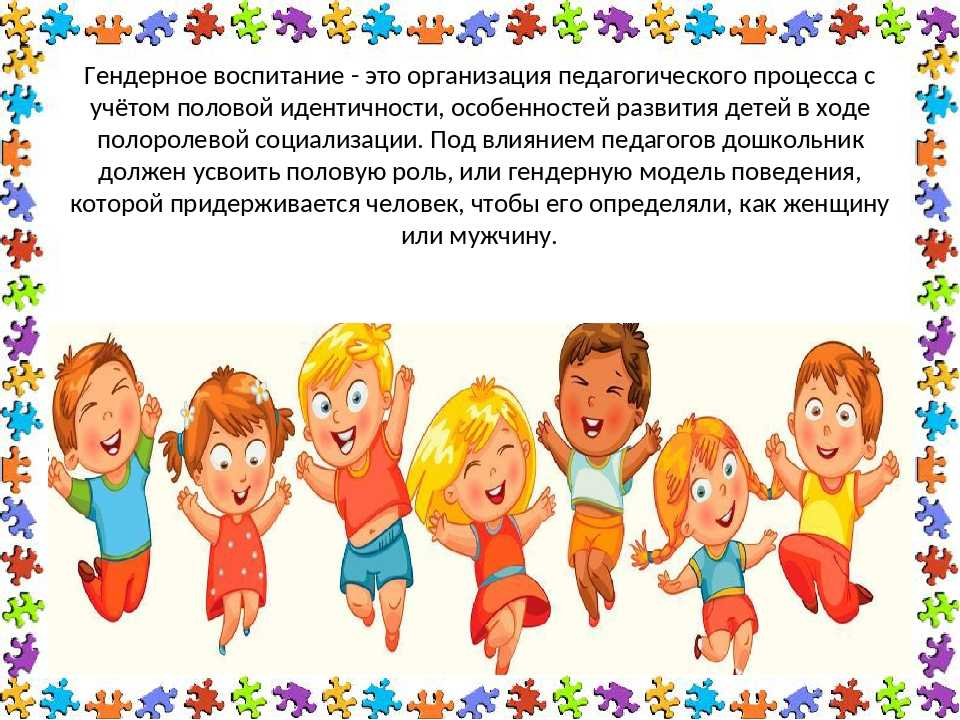 Гендерное воспитание - это организация педагогического процесса с
учётом половой идентичности, особенностей развития детей в ходе
полоролевой социализации. Под влиянием педагогов дошкольник
должен усвоить половую роль, или гендерную модель поведения,
которой придерживается человек, чтобы его определяли, как женщину
или мужчину.